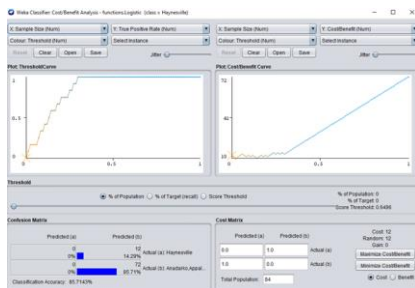 Weka Classifier: Cost/Benefit Analysis - functions.Logistic (class = Haynesville)
X: Sample Size (Num)
Y: True Positive Rate (Num)
X: Sample Size (Num)
Y: Cost/Benefit (Num)
Colour: Threshold (Num)
Select Instance
Colour: Threshold (Num)
Select Instance
Reset
Clear
Open
Save
Jitter
Reset
Clear
Open
Save
Jitter
Plot: ThresholdCurve
Plot: Cost/Benefit Curve
1
0.5
0
0
0.5
1
72
0
0.5
1
Threshold
% of Population
% of Target (recall)
Score Threshold
% of Population: 0
% of Target: 0
Score Threshold:
Confusion Matrix
Predicted (a)
Predicted (b)
0
12
Actual (a): Haynesville
0%
14.29%
0
72
Actual (b): Anadarko Appal...
0%
85.71%
Classification Accuracy: 85.7143%
Cost Matrix
Predicted (a)
Predicted (b)
0.0
1.0
Actual (a)
1.0
0.0
Actual (b)
Total Population: 84
Cost: 12
Random: 12
Gain: 0
Maximize Cost/Benefit
Minimize Cost/Benefit
Cost
Benefit